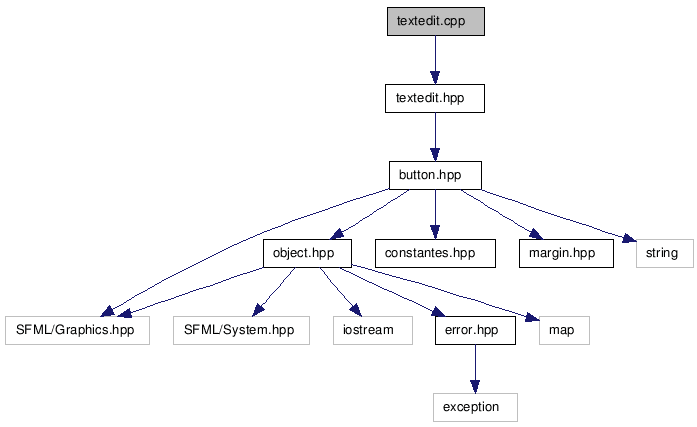 textedit.cpp
textedit.hpp
button.hpp
object.hpp
constantes.hpp
margin.hpp
string
SFML/Graphics.hpp
SFML/System.hpp
iostream
error.hpp
map
exception